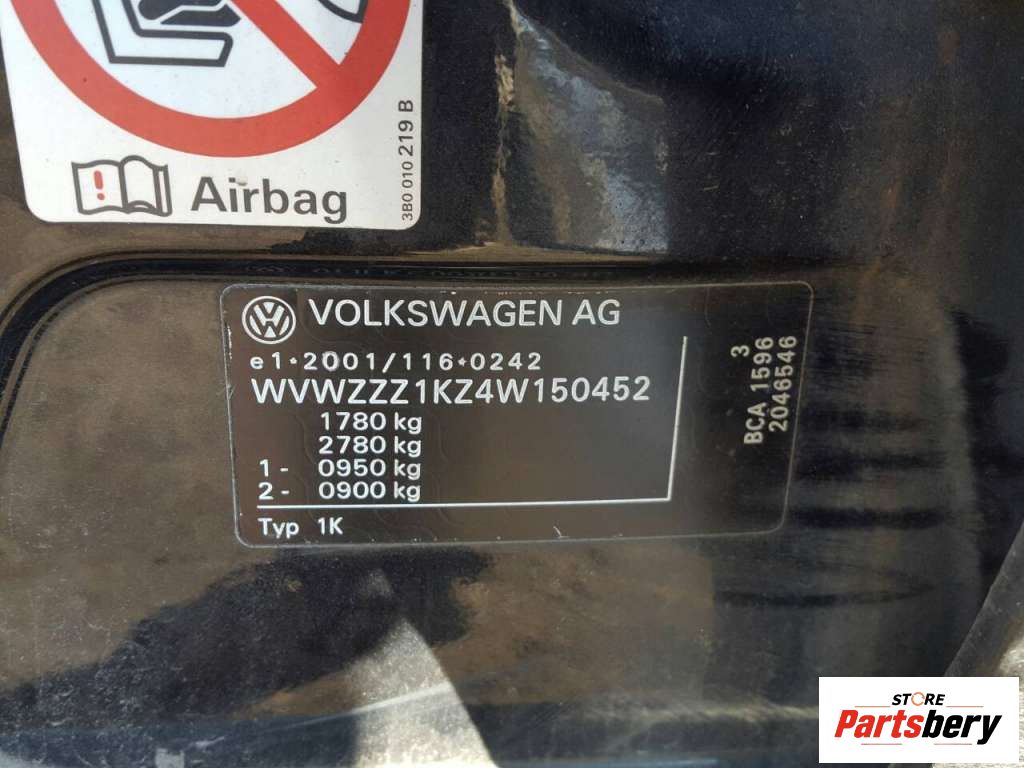 Airbag
3B0 010 219 B
VOLKSWAGEN AG
e1*2001/116*0242
WVWZZZ1KZ4W150452
1780 kg
2780 kg
1- 0950 kg
2- 0900 kg
Typ 1K
3
BCA 1596
2046546
STORE
Partsbery